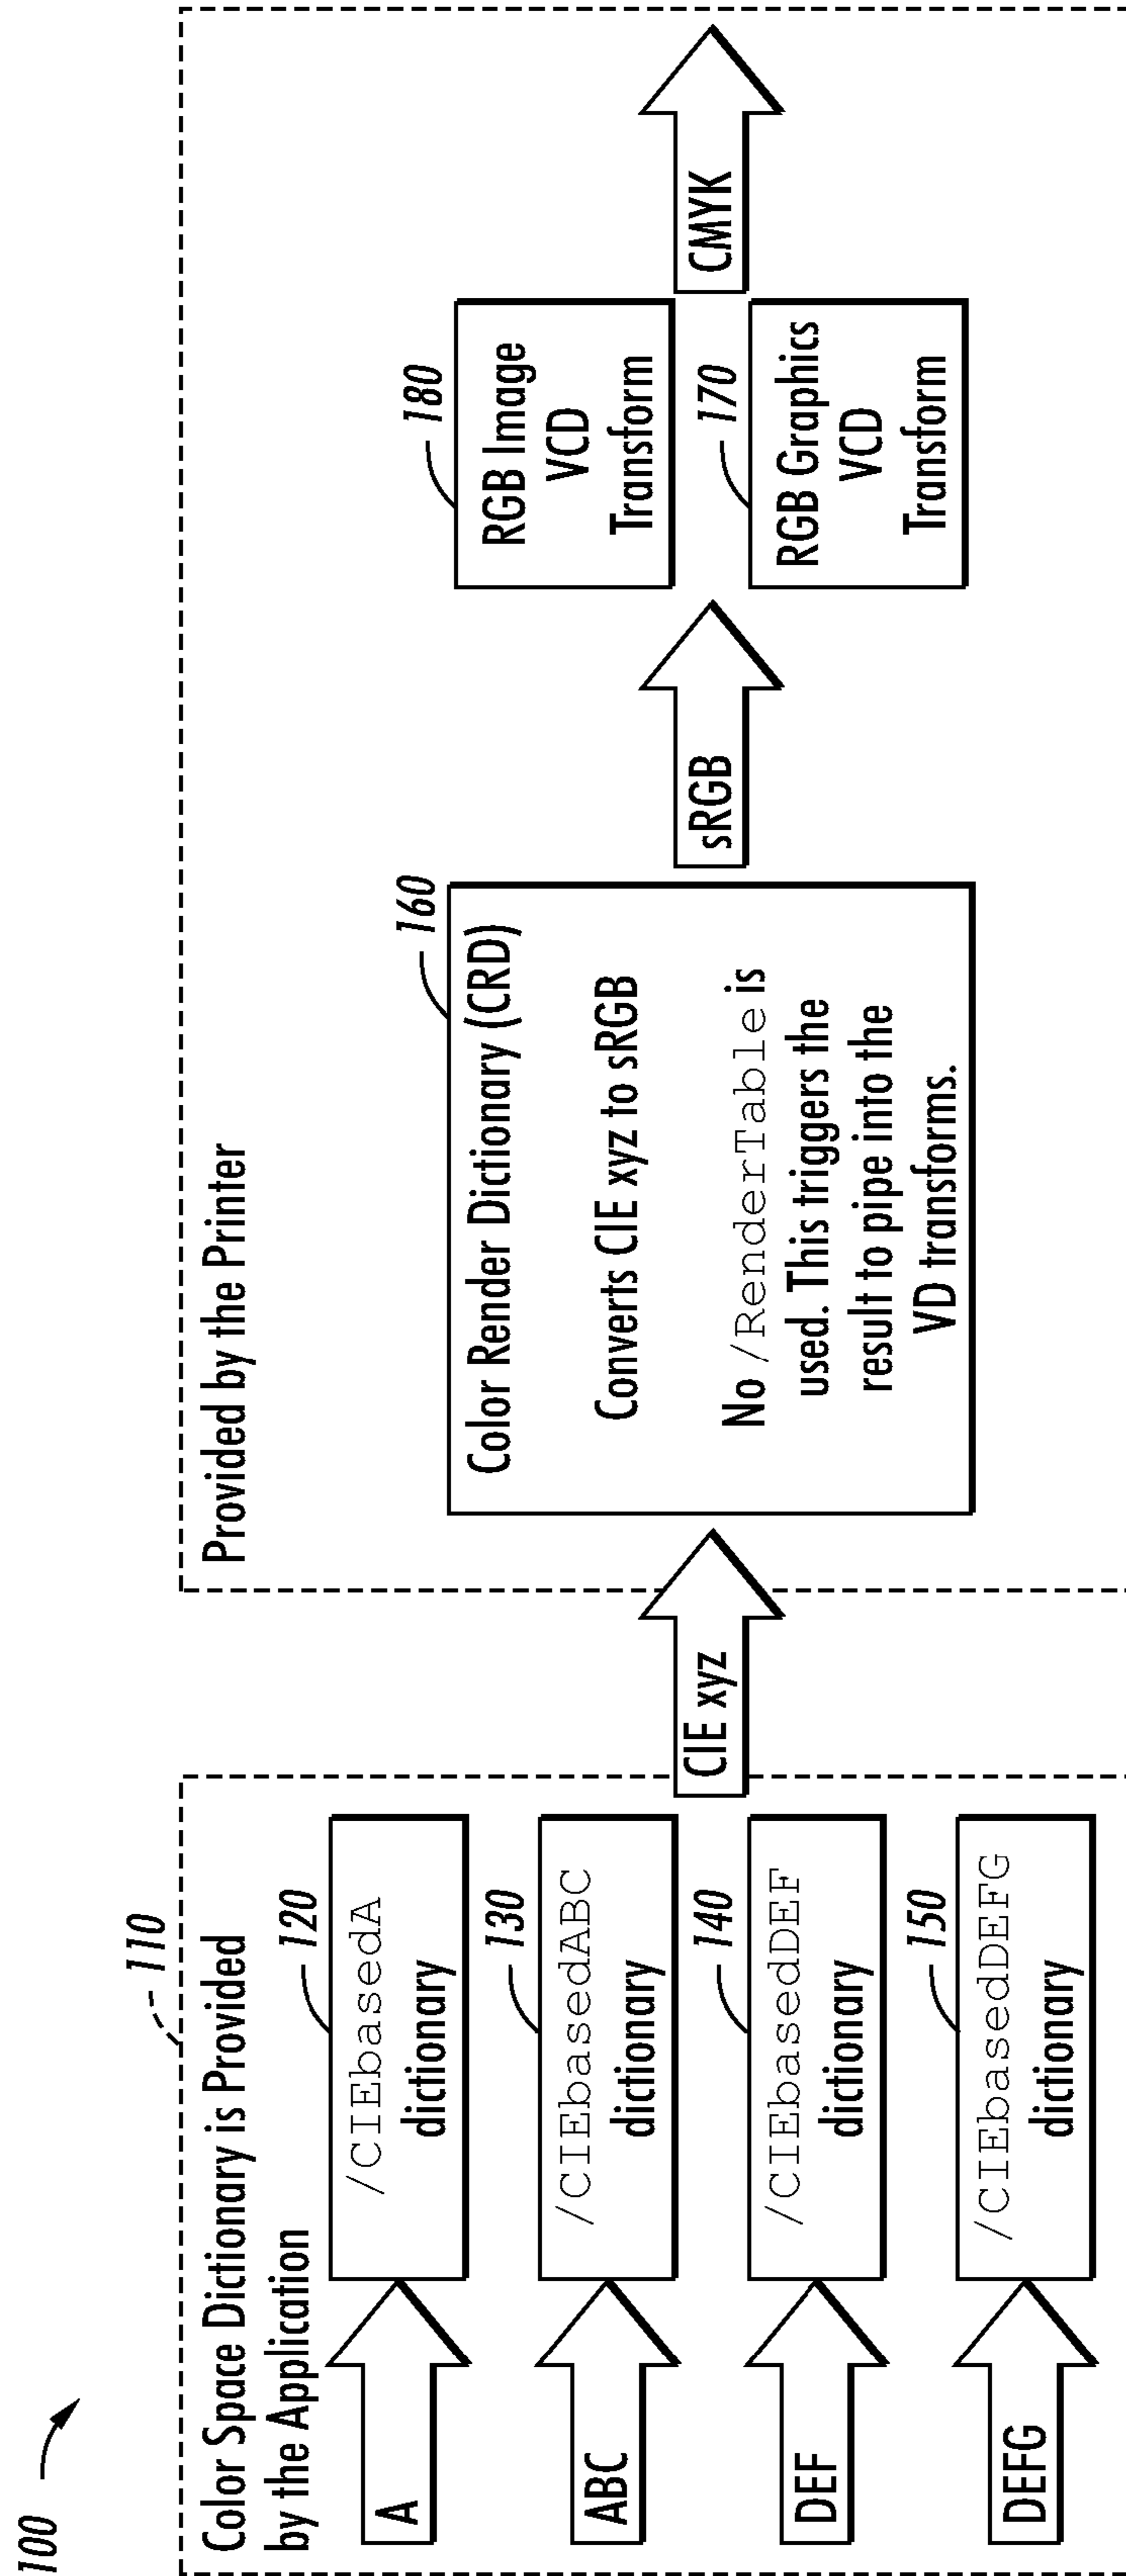 100
110
Color Space Dictionary is Provided
by the Application
A
120
/CIEbasedA
dictionary
ABC
130
/CIEbasedABC
dictionary
DEF
140
/CIEbasedDEF
dictionary
DEFG
150
/CIEbasedDEFG
dictionary
CIE xyz
Provided by the Printer
160
Color Render Dictionary (CRD)
Converts CIE xyz to sRGB
No /RenderTable is
used. This triggers the
result to pipe into the
VD transforms.
sRGB
180
RGB Image
VCD
Transform
170
RGB Graphics
VCD
Transform
CMYK